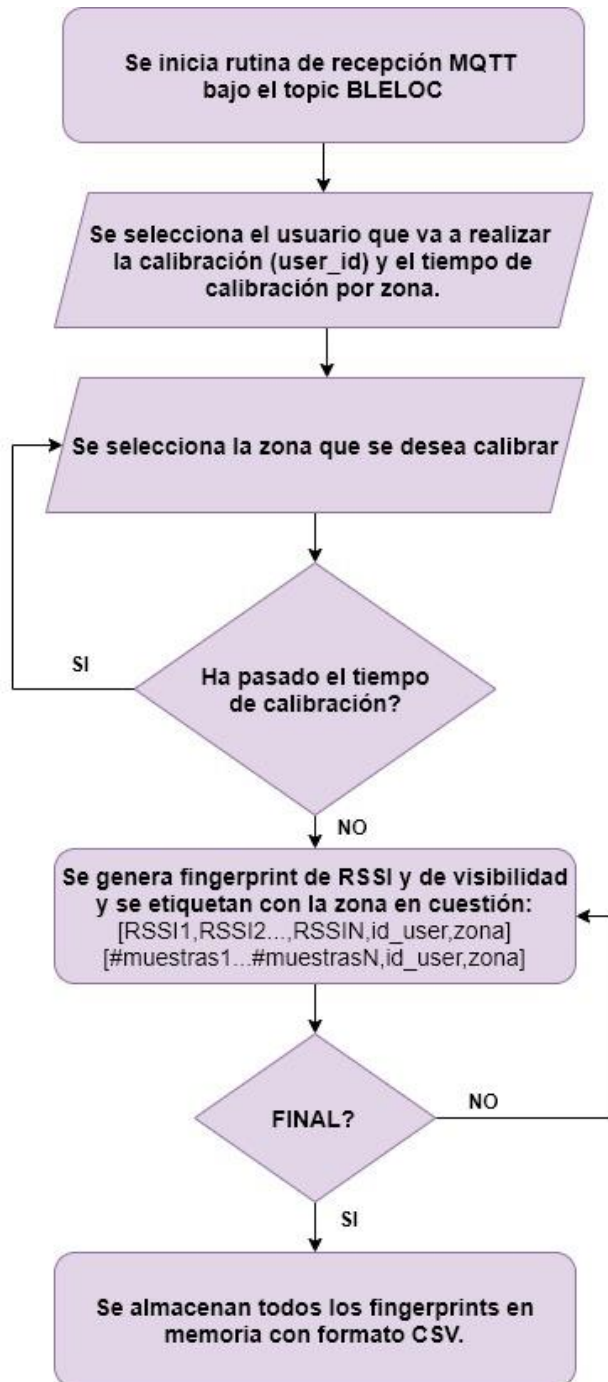 Se inicia rutina de recepción MQTT
bajo el topic BLELOC
Se selecciona el usuario que va a realizar
la calibración (user_id) y el tiempo de
calibración por zona.
Se selecciona la zona que se desea calibrar
SI
Ha pasado el tiempo
de calibración?
NO
Se genera fingerprint de RSSI y de visibilidad
y se etiquetan con la zona en cuestión:
[RSSI1,RSSI2...,RSSIN,id_user,zona]
[#muestras1...#muestrasN,id_user,zona]
FINAL?
NO
SI
Se almacenan todos los fingerprints en
memoria con formato CSV.